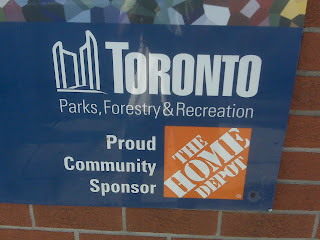 TORONTO
Parks, Forestry & Recreation
Proud
Community
Sponsor
THE
HOME
DEPOT